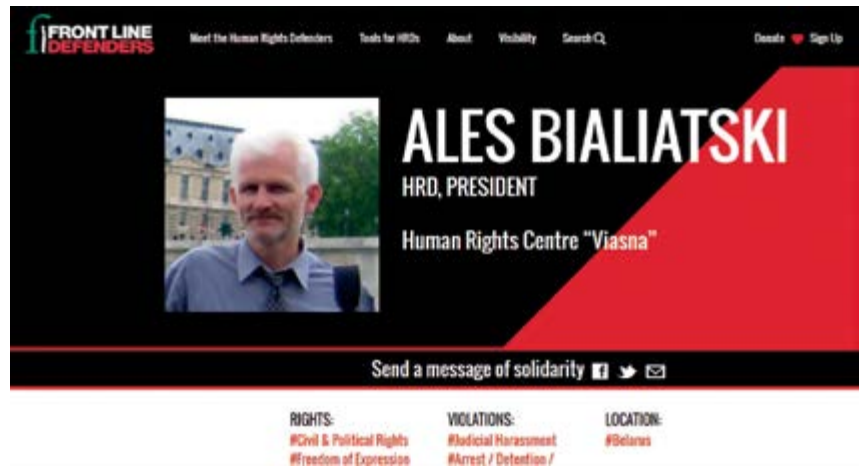 FRONT LINE
DEFENDERS
Meet the Human Rights Defenders Tools for HRDs About Visibility Search Donate Sign Up
ALES BIALIATSKI
HRD, PRESIDENT
Human Rights Centre “Viasna”
Send a message of solidarity
RIGHTS: VIOLATIONS: LOCATION:
#Civil & Political Rights #Judicial Harassment #Belarus
#Freedom of Expression #Arrest / Detention /